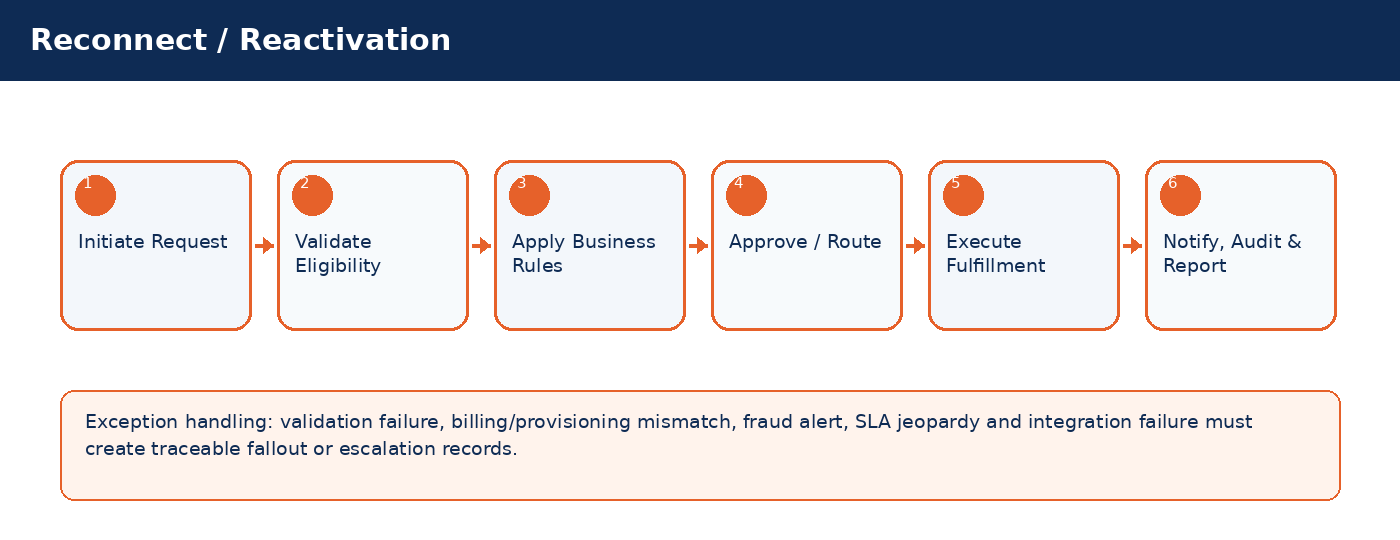 Reconnect / Reactivation
1
Initiate Request
2
Validate
Eligibility
3
Apply Business
Rules
4
Approve / Route
5
Execute
Fulfillment
6
Notify, Audit &
Report
Exception handling: validation failure, billing/provisioning mismatch, fraud alert, SLA jeopardy and integration failure must
create traceable fallout or escalation records.